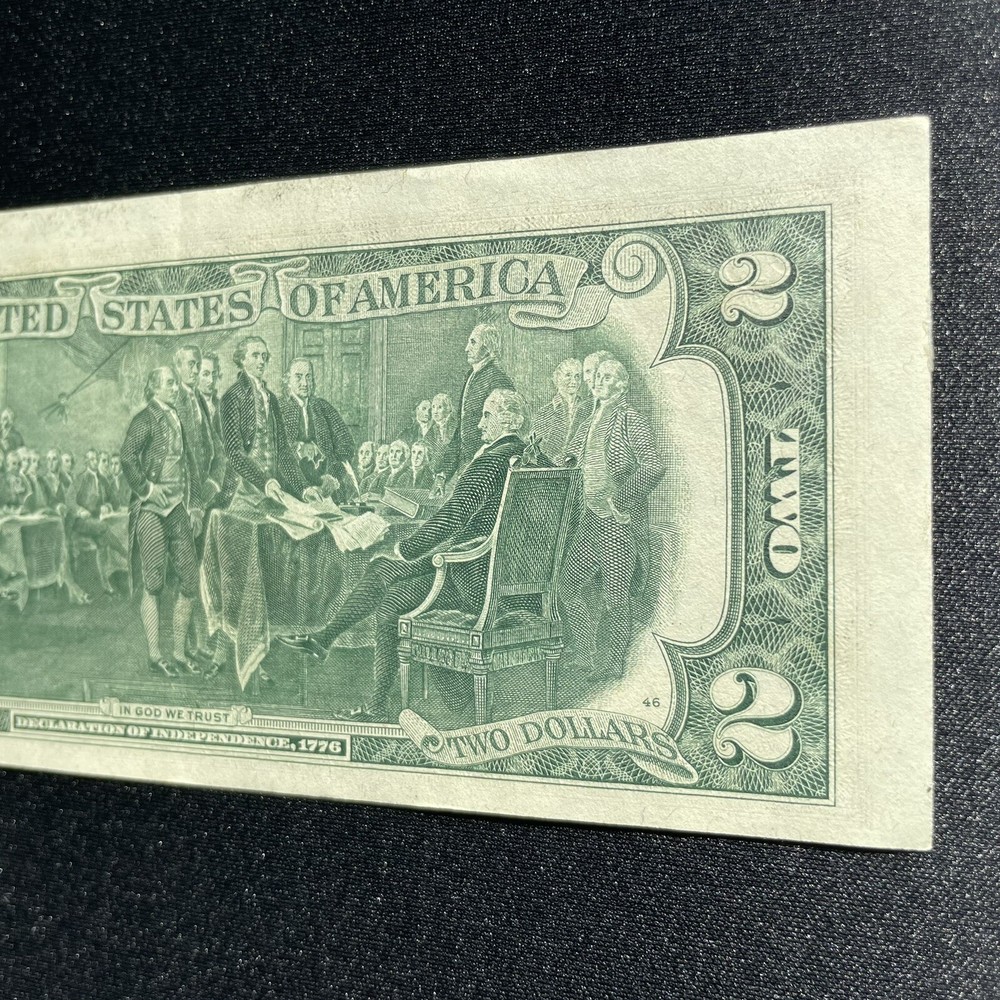 TED STATES OF AMERICA
2
TWO
2
46
IN GOD WE TRUST
DECLARATION OF INDEPENDENCE, 1776
TWO DOLLARS